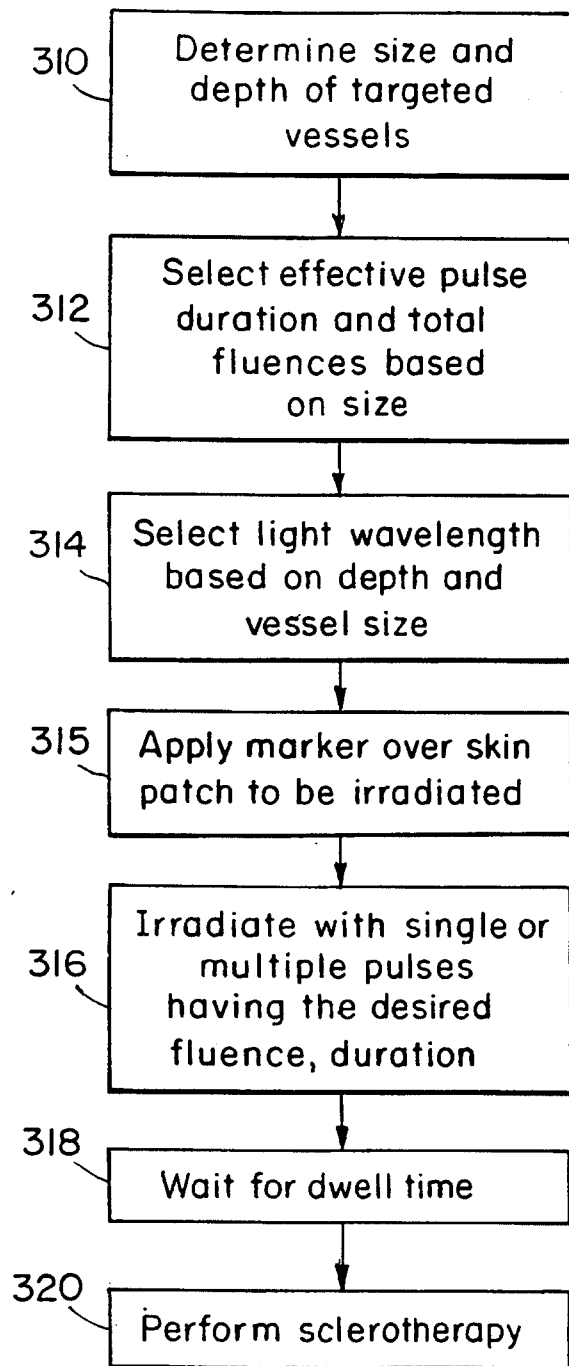 310
Determine size and
depth of targeted
vessels
312
Select effective pulse
duration and total
fluences based
on size
314
Select light wavelength
based on depth and
vessel size
315
Apply marker over skin
patch to be irradiated
316
Irradiate with single or
multiple pulses
having the desired
fluence, duration
318
Wait for dwell time
320
Perform sclerotherapy